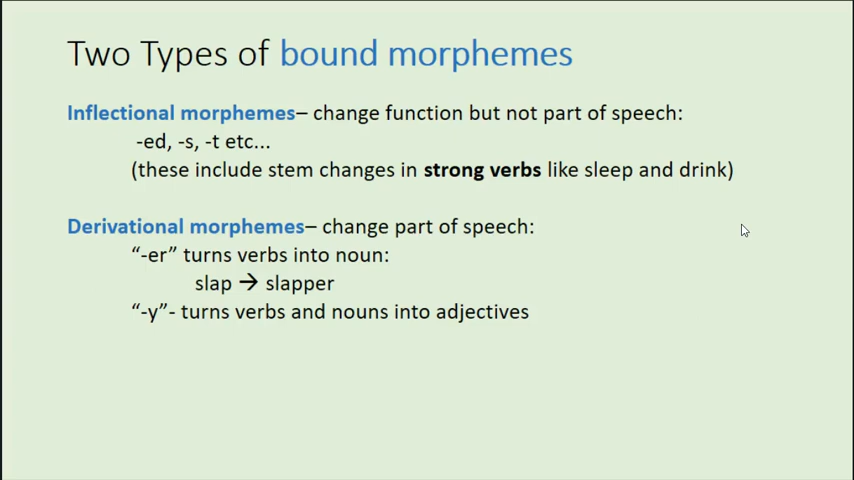 Two Types of bound morphemes
Inflectional morphemes– change function but not part of speech:
-ed, -s, -t etc...
(these include stem changes in strong verbs like sleep and drink)
Derivational morphemes– change part of speech:
“-er” turns verbs into noun:
slap → slapper
“-y”- turns verbs and nouns into adjectives